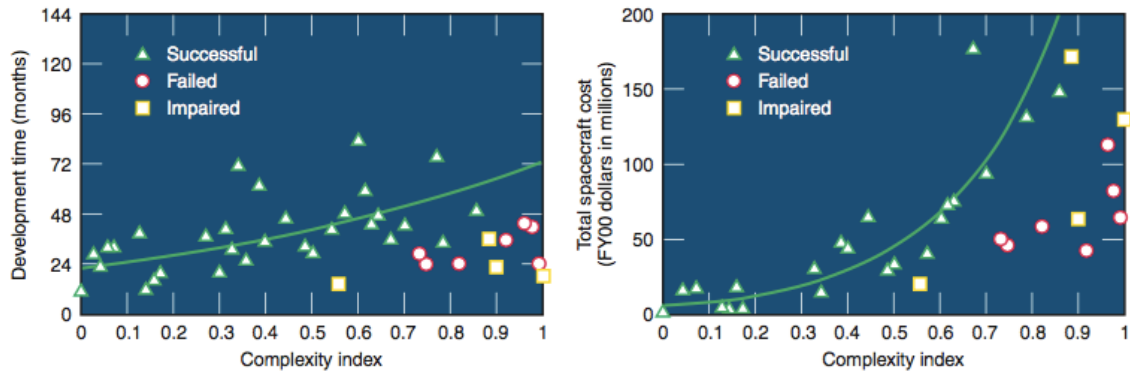 Development time (months)
144
120
96
72
48
24
0
Successful
Failed
Impaired
0 0.1 0.2 0.3 0.4 0.5 0.6 0.7 0.8 0.9 1
Complexity index
Total spacecraft cost
(FY00 dollars in millions)
200
150
100
50
0
Successful
Failed
Impaired
0 0.1 0.2 0.3 0.4 0.5 0.6 0.7 0.8 0.9 1
Complexity index